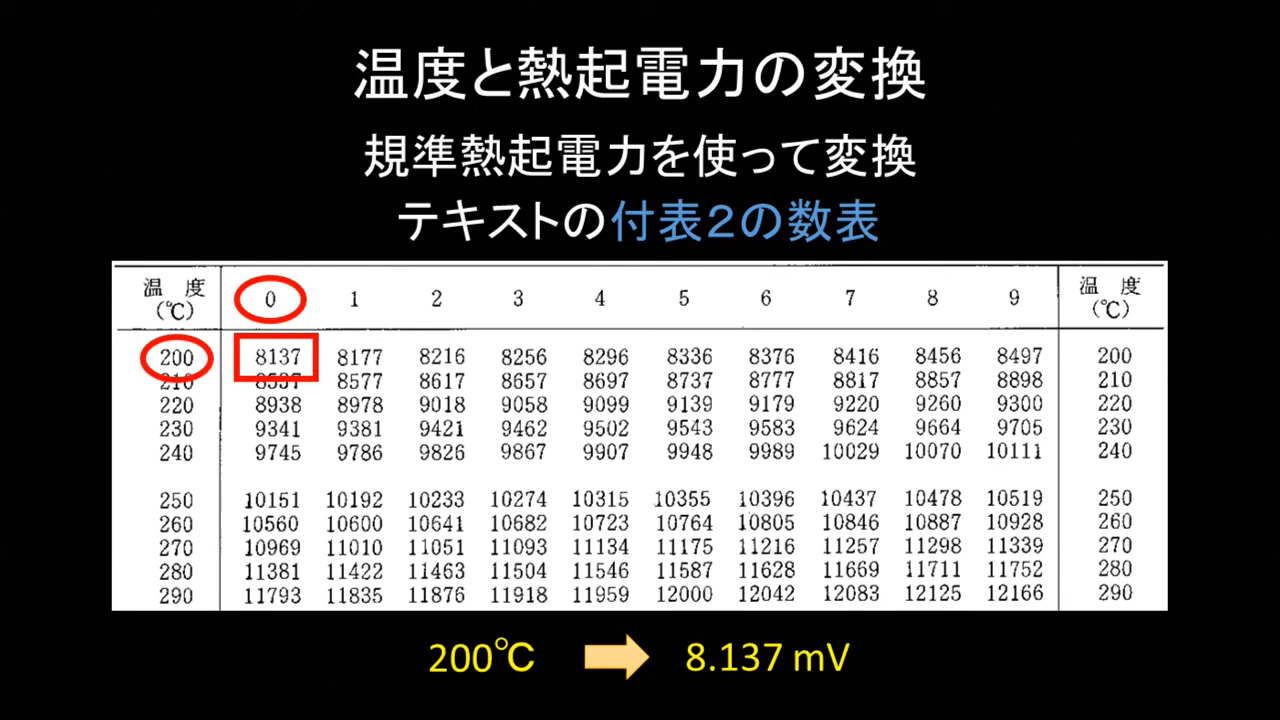 温度と熱起電力の変換
規準熱起電力を使って変換
テキストの付表２の数表
温 度 (℃) 0 1 2 3 4 5 6 7 8 9 温 度 (℃)
200 8137 8177 8216 8256 8296 8336 8376 8416 8456 8497 200
210 8537 8577 8617 8657 8697 8737 8777 8817 8857 8898 210
220 8938 8978 9018 9058 9099 9139 9179 9220 9260 9300 220
230 9341 9381 9421 9462 9502 9543 9583 9624 9664 9705 230
240 9745 9786 9826 9867 9907 9948 9989 10029 10070 10111 240
250 10151 10192 10233 10274 10315 10355 10396 10437 10478 10519 250
260 10560 10600 10641 10682 10723 10764 10805 10846 10887 10928 260
270 10969 11010 11051 11093 11134 11175 11216 11257 11298 11339 270
280 11381 11422 11463 11504 11546 11587 11628 11669 11711 11752 280
290 11793 11835 11876 11918 11959 12000 12042 12083 12125 12166 290
200℃ 8.137 mV